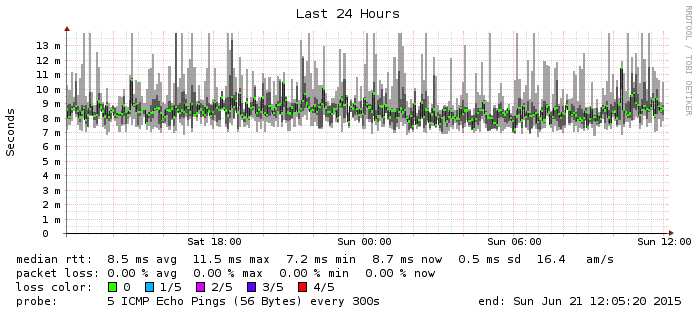 Last 24 Hours
RRDTOOL / TOBI OETIKER
Seconds
13 m
12 m
11 m
10 m
9 m
8 m
7 m
6 m
5 m
4 m
3 m
2 m
1 m
0
Sat 18:00 Sun 00:00 Sun 06:00 Sun 12:00
median rtt: 8.5 ms avg 11.5 ms max 7.2 ms min 8.7 ms now 0.5 ms sd 16.4 am/s
packet loss: 0.00 % avg 0.00 % max 0.00 % min 0.00 % now
loss color: 0 1/5 2/5 3/5 4/5
probe: 5 ICMP Echo Pings (56 Bytes) every 300s end: Sun Jun 21 12:05:20 2015